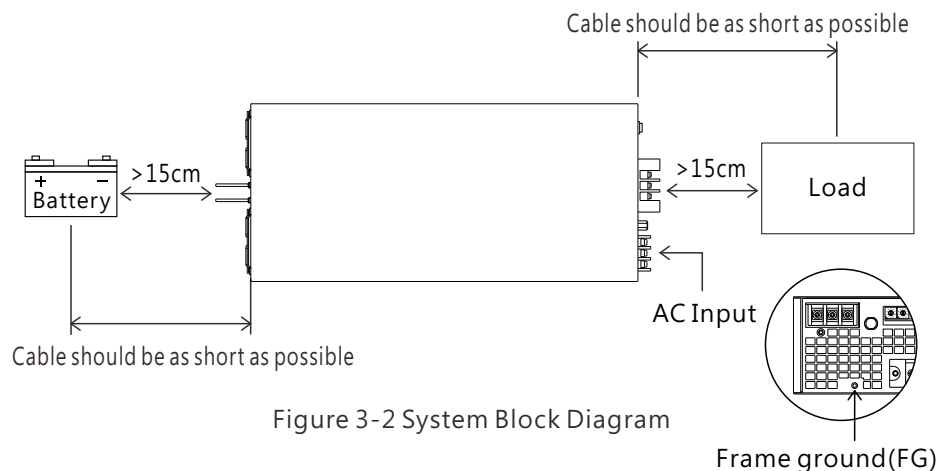 Cable should be as short as possible
>15cm
>15cm
+ −
Battery
Load
AC Input
Cable should be as short as possible
Figure 3-2 System Block Diagram
Frame ground(FG)